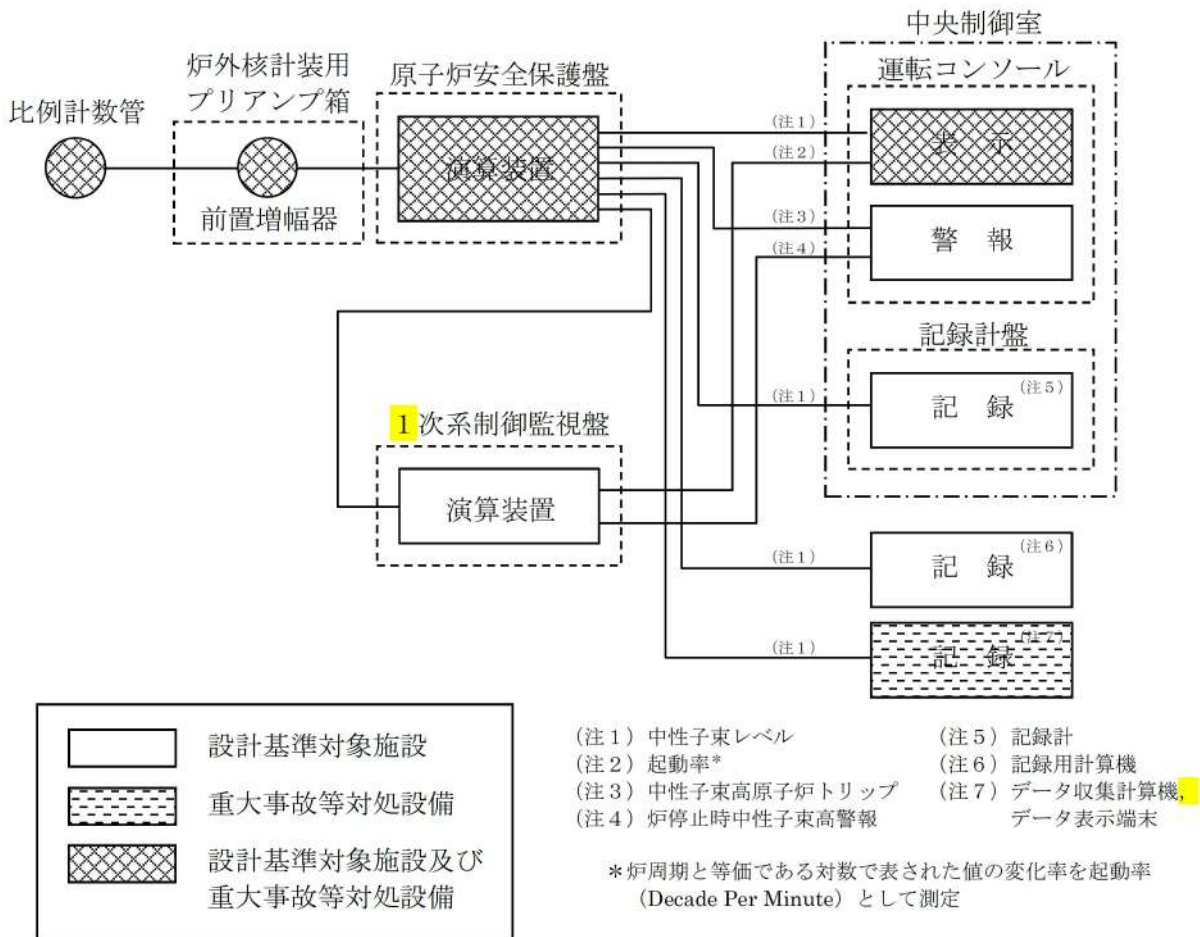 中央制御室
運転コンソール
原子炉安全保護盤
炉外核計装用
プリアンプ箱
比例計数管
前置増幅器
演算装置
(注1)
(注2)
表 示
(注3)
(注4)
警 報
記録計盤
(注1)
記 録 (注5)
1次系制御監視盤
演算装置
(注1)
記 録 (注6)
(注1)
記 録 (注7)
設計基準対象施設
重大事故等対処設備
設計基準対象施設及び
重大事故等対処設備
(注1) 中性子束レベル
(注2) 起動率*
(注3) 中性子束高原子炉トリップ
(注4) 炉停止時中性子束高警報
(注5) 記録計
(注6) 記録用計算機
(注7) データ収集計算機,
データ表示端末
*炉周期と等価である対数で表された値の変化率を起動率
(Decade Per Minute) として測定